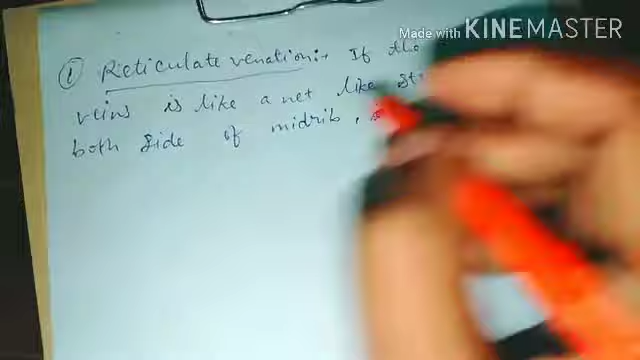 Made with KINEMASTER
① Reticulate venation :- If the
veins is like a net like st
both side of midrib,